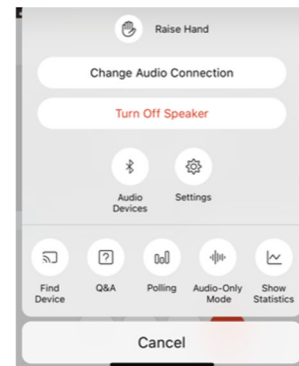 Raise Hand
Change Audio Connection
Turn Off Speaker
Audio
Devices
Settings
Find
Device
Q&A
Polling
Audio-Only
Mode
Show
Statistics
Cancel